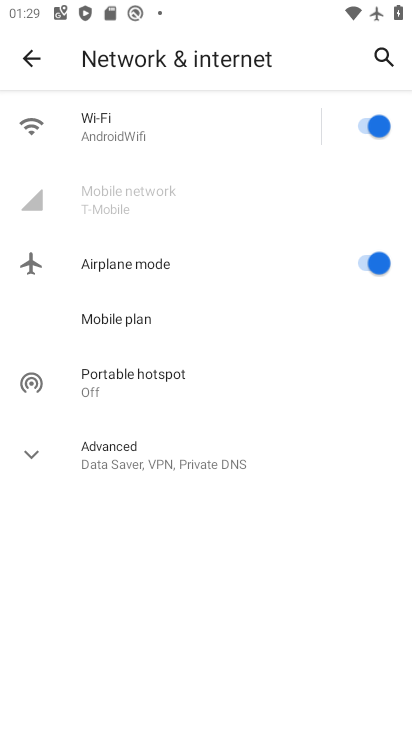 01:29
Network & internet
Wi-Fi
AndroidWifi
Mobile network
T-Mobile
Airplane mode
Mobile plan
Portable hotspot
Off
Advanced
Data Saver, VPN, Private DNS